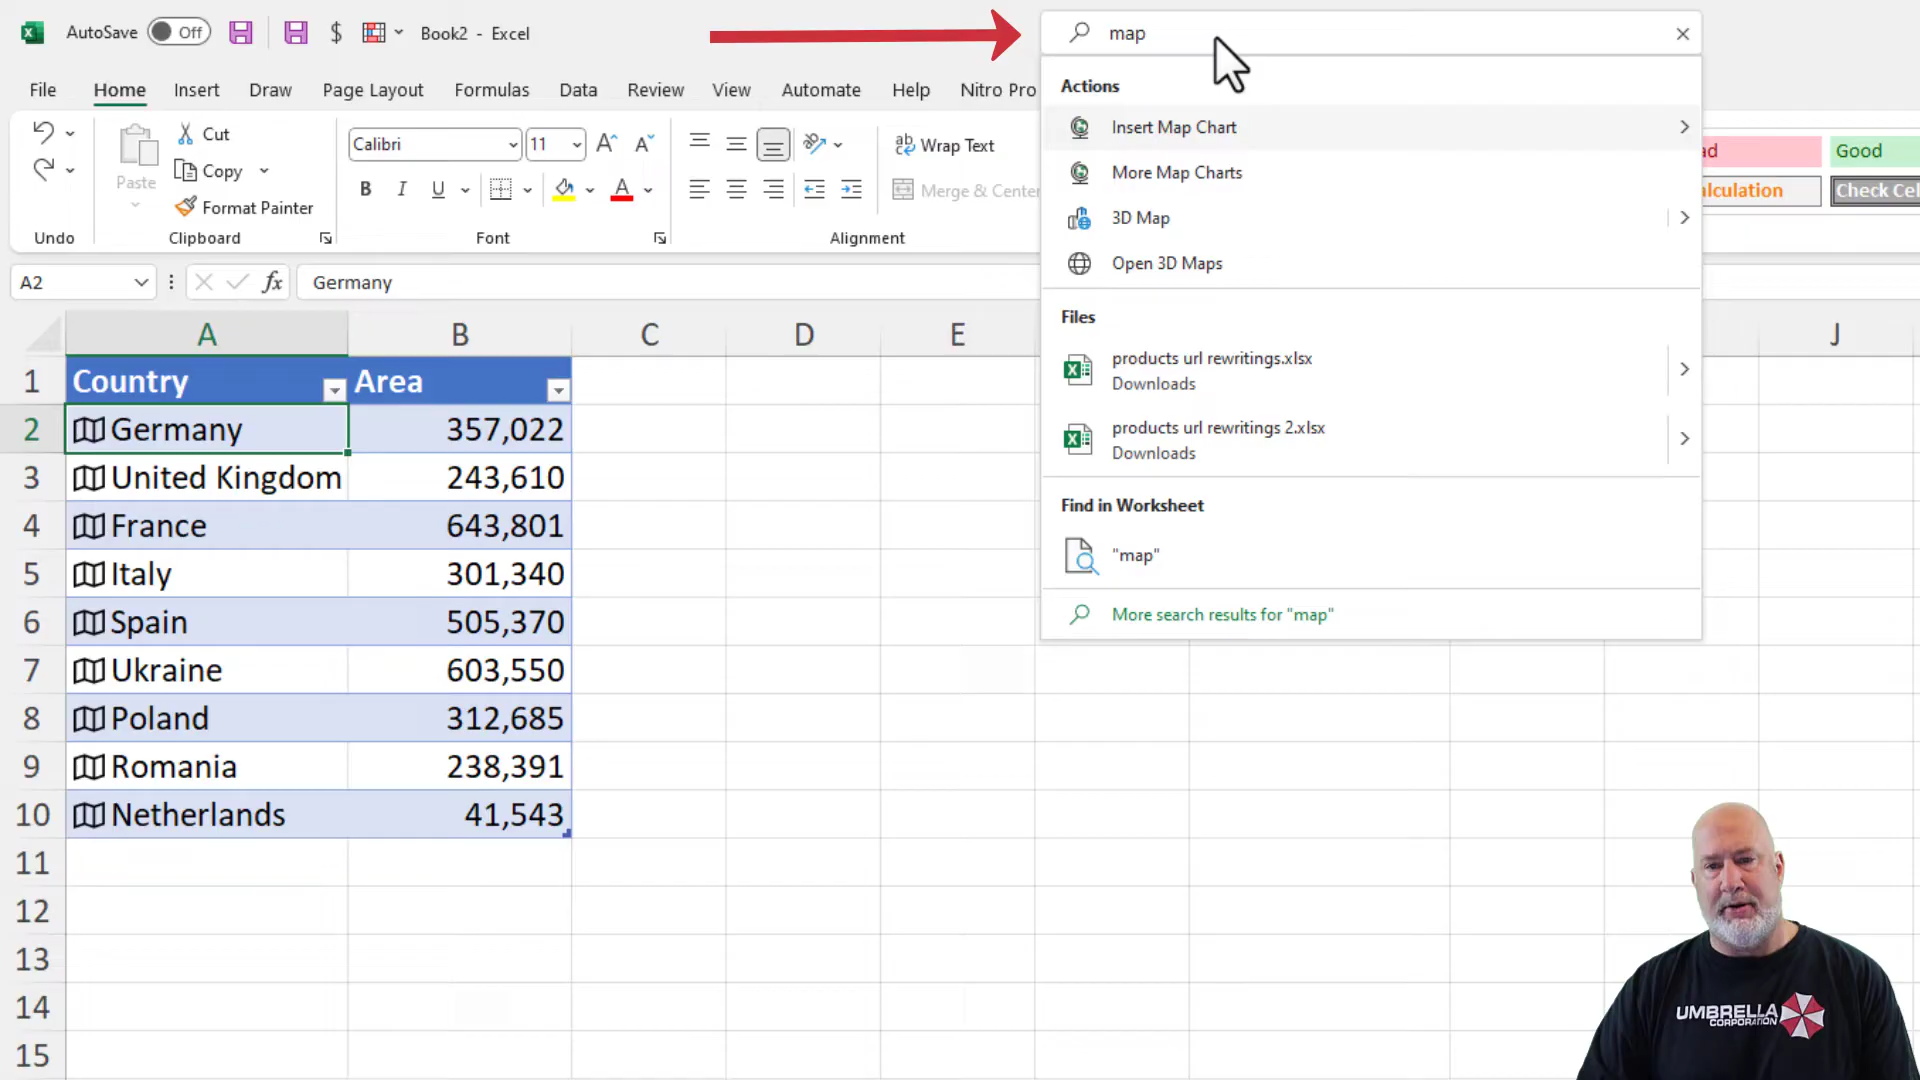 AutoSave Off $ Book2 - Excel map
File Home Insert Draw Page Layout Formulas Data Review View Automate Help Nitro Pro
Paste
Cut
Copy
Format Painter
Undo
Clipboard
Calibri 11
B I U A
Font
ab Wrap Text
Merge & Center
Alignment
Good
Check Cel
A2 fx Germany
Actions
Insert Map Chart
More Map Charts
3D Map
Open 3D Maps
Files
products url rewritings.xlsx
Downloads
products url rewritings 2.xlsx
Downloads
Find in Worksheet
"map"
More search results for "map"
A B C D E J
1 Country Area
2 Germany 357,022
3 United Kingdom 243,610
4 France 643,801
5 Italy 301,340
6 Spain 505,370
7 Ukraine 603,550
8 Poland 312,685
9 Romania 238,391
10 Netherlands 41,543
11
12
13
14
15
UMBRELLA
CORPORATION